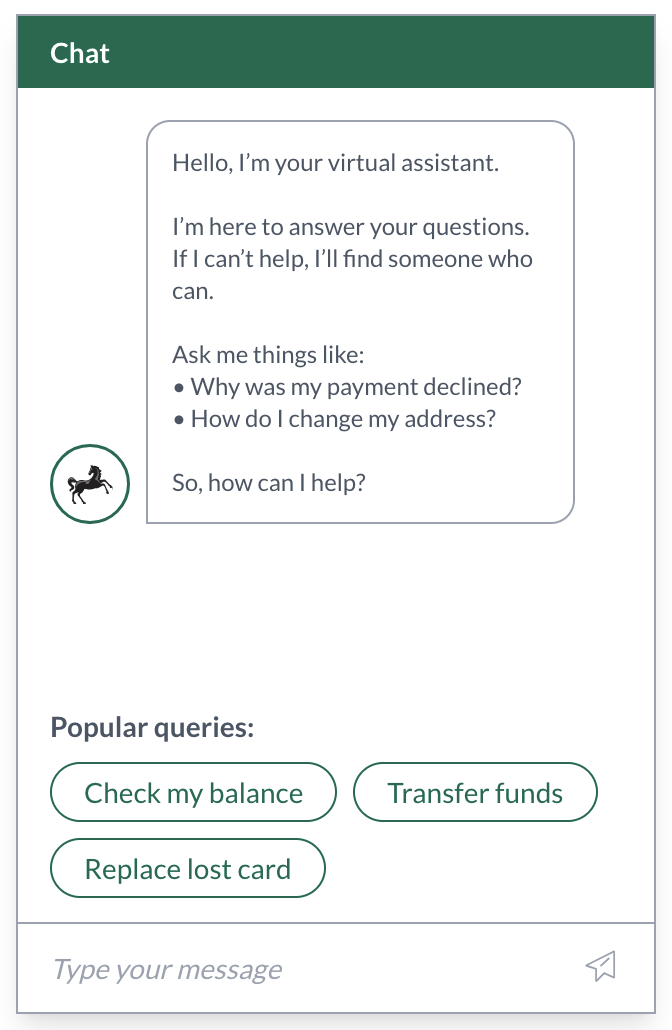 Chat
Hello, I’m your virtual assistant.
I’m here to answer your questions.
If I can’t help, I’ll find someone who
can.
Ask me things like:
• Why was my payment declined?
• How do I change my address?
So, how can I help?
Popular queries:
Check my balance
Transfer funds
Replace lost card
Type your message